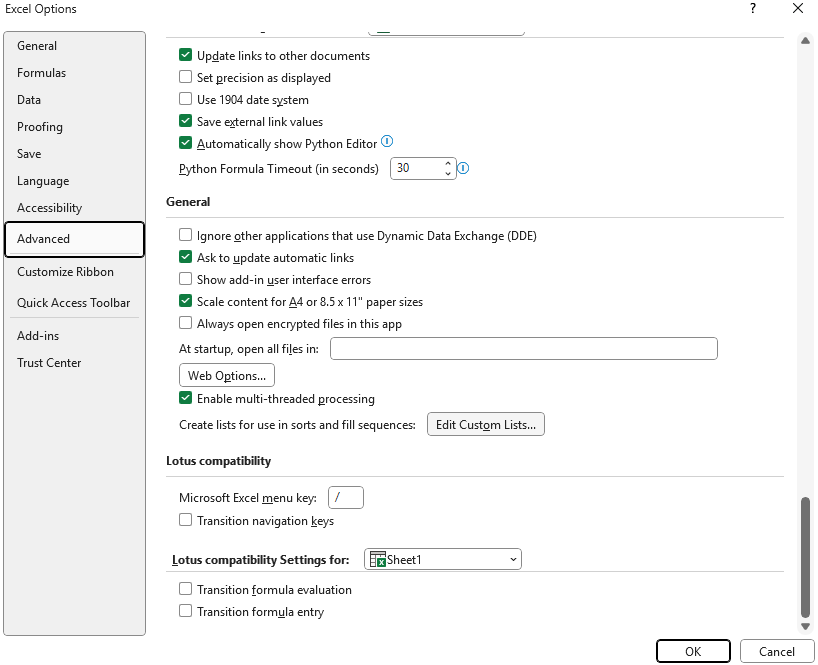 Excel Options
?
General
Formulas
Data
Proofing
Save
Language
Accessibility
Advanced
Customize Ribbon
Quick Access Toolbar
Add-ins
Trust Center
Update links to other documents
Set precision as displayed
Use 1904 date system
Save external link values
Automatically show Python Editor
Python Formula Timeout (in seconds) 30
General
Ignore other applications that use Dynamic Data Exchange (DDE)
Ask to update automatic links
Show add-in user interface errors
Scale content for A4 or 8.5 x 11" paper sizes
Always open encrypted files in this app
At startup, open all files in:
Web Options...
Enable multi-threaded processing
Create lists for use in sorts and fill sequences: Edit Custom Lists...
Lotus compatibility
Microsoft Excel menu key: /
Transition navigation keys
Lotus compatibility Settings for: Sheet1
Transition formula evaluation
Transition formula entry
OK Cancel